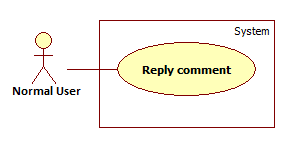 System
Reply comment
Normal User